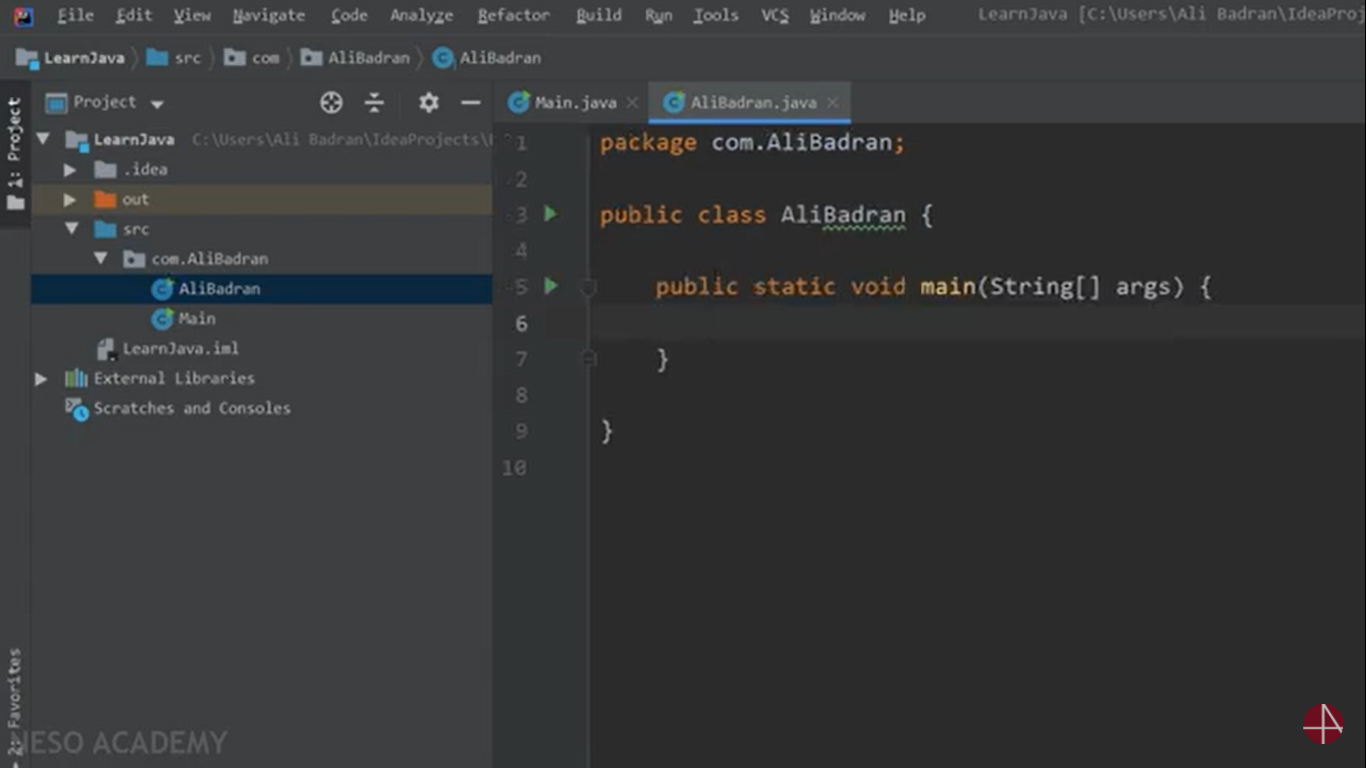 File Edit View Navigate Code Analyze Refactor Build Run Tools VCS Window Help LearnJava [C:\Users\Ali Badran\IdeaProj
LearnJava src com AliBadran AliBadran
1: Project
Project
Main.java AliBadran.java
LearnJava C:\Users\Ali Badran\IdeaProjects\
.idea
out
src
com.AliBadran
AliBadran
Main
LearnJava.iml
External Libraries
Scratches and Consoles
1 package com.AliBadran;
2
3 public class AliBadran {
4
5 public static void main(String[] args) {
6
7 }
8
9 }
10
2: Favorites
NESO ACADEMY